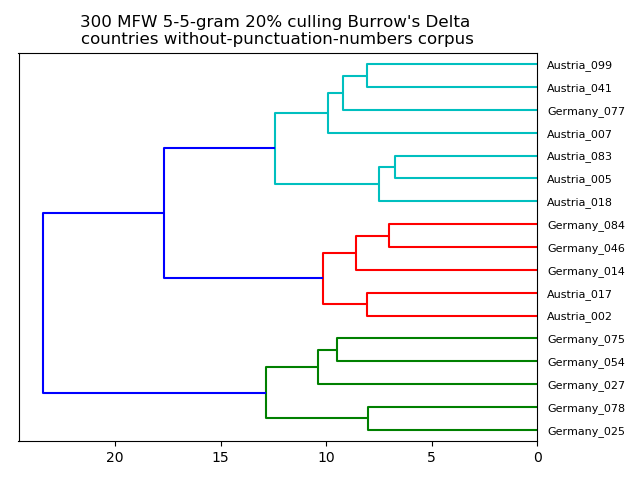 300 MFW 5-5-gram 20% culling Burrow's Delta
countries without-punctuation-numbers corpus
Austria_099
Austria_041
Germany_077
Austria_007
Austria_083
Austria_005
Austria_018
Germany_084
Germany_046
Germany_014
Austria_017
Austria_002
Germany_075
Germany_054
Germany_027
Germany_078
Germany_025
20 15 10 5 0